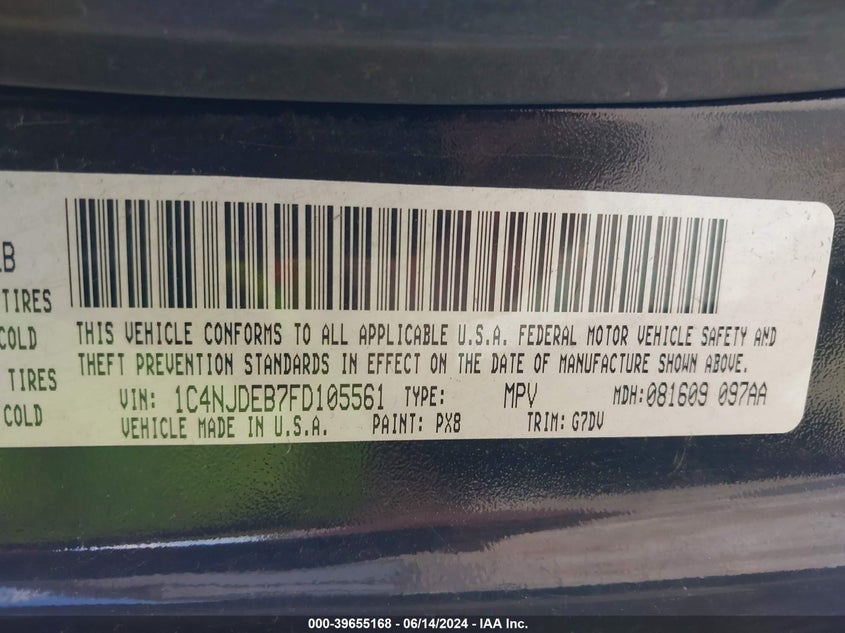 LB
TIRES
COLD
TIRES
COLD
THIS VEHICLE CONFORMS TO ALL APPLICABLE U.S.A. FEDERAL MOTOR VEHICLE SAFETY AND
THEFT PREVENTION STANDARDS IN EFFECT ON THE DATE OF MANUFACTURE SHOWN ABOVE.
VIN: 1C4NJDEB7FD105561 TYPE: MPV MDH:081609 097AA
VEHICLE MADE IN U.S.A. PAINT: PX8 TRIM: G7DV
000-39655168 - 06/14/2024 - IAA Inc.